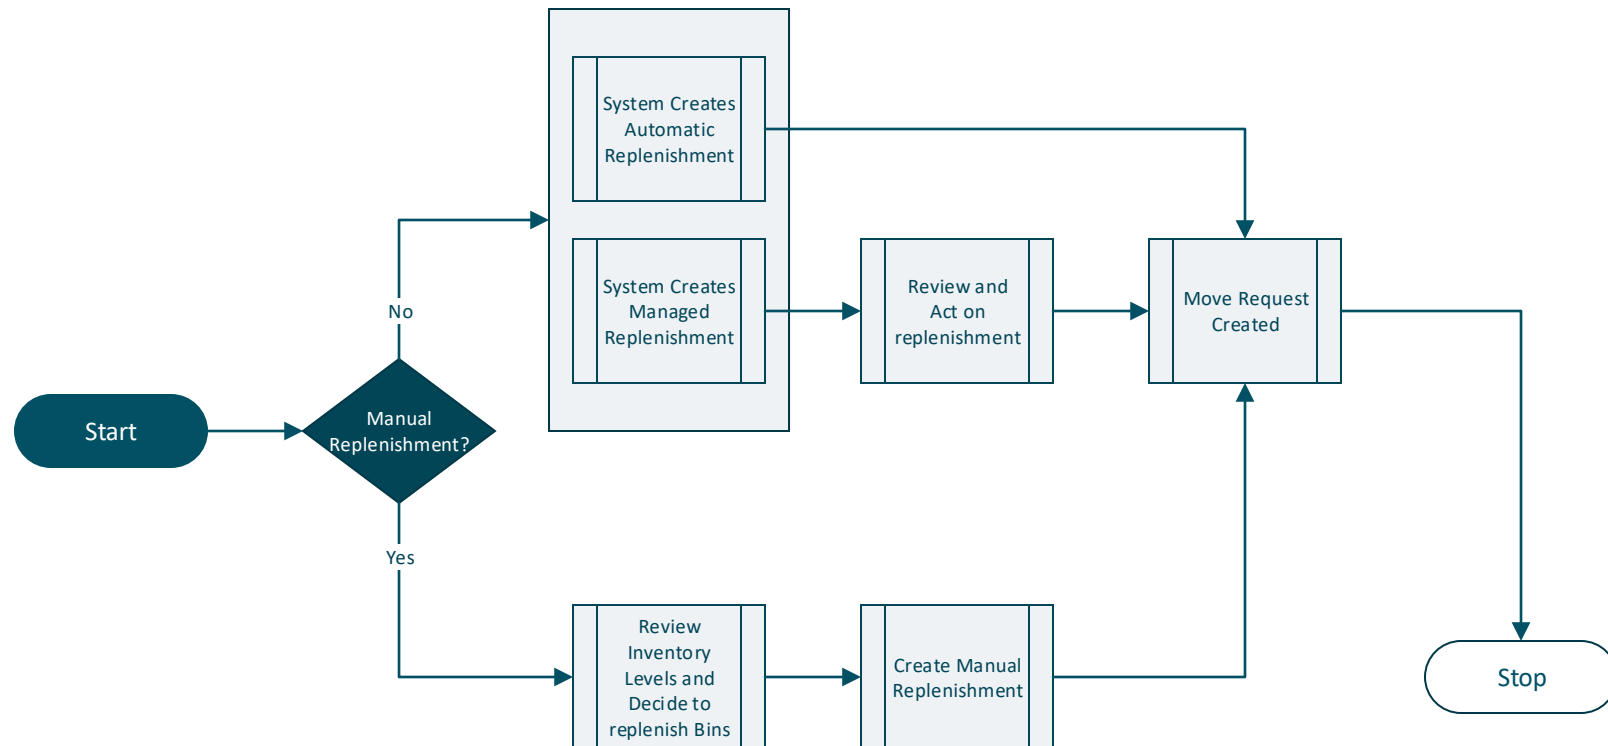 System Creates
Automatic
Replenishment
System Creates
Managed
Replenishment
Review and
Act on
replenishment
Move Request
Created
No
Start
Manual
Replenishment?
Yes
Review
Inventory
Levels and
Decide to
replenish Bins
Create Manual
Replenishment
Stop